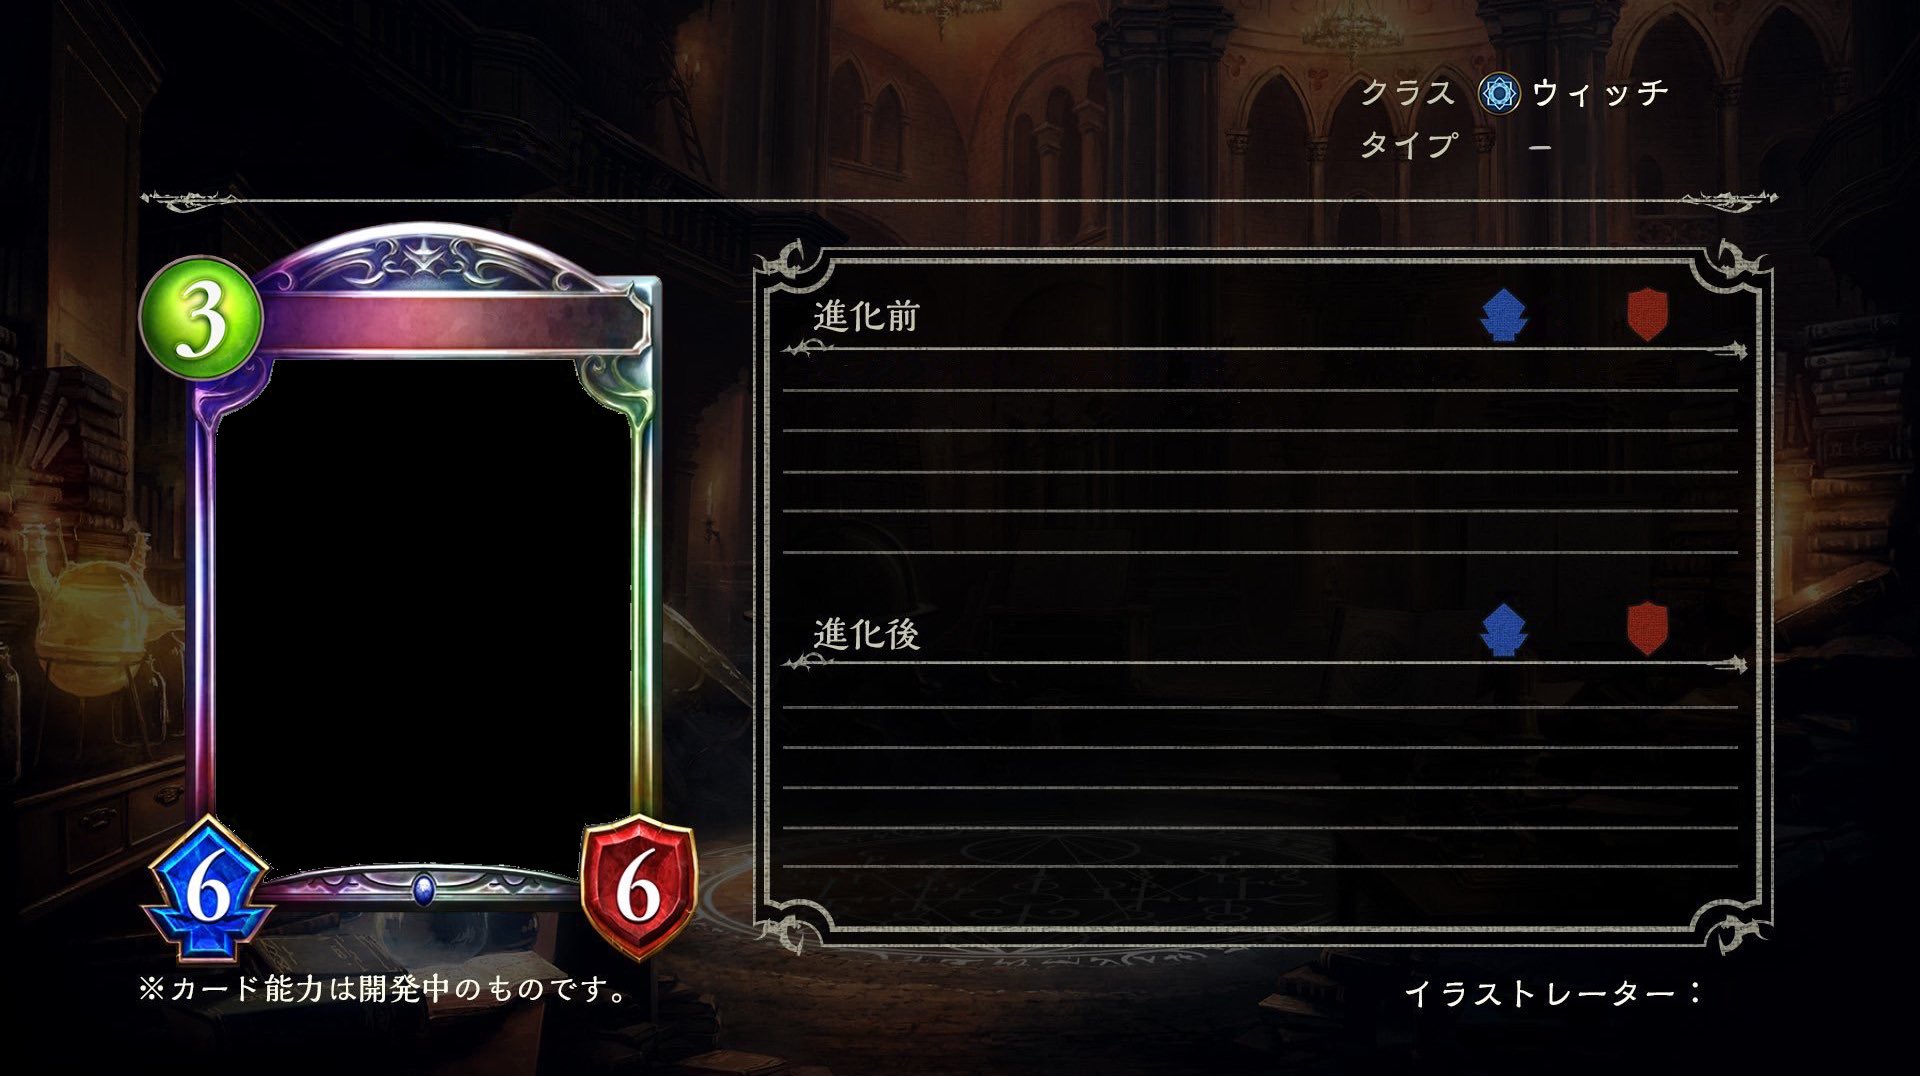 クラス ウィッチ
タイプ –
3
進化前
進化後
6
6
※カード能力は開発中のものです。
イラストレーター：